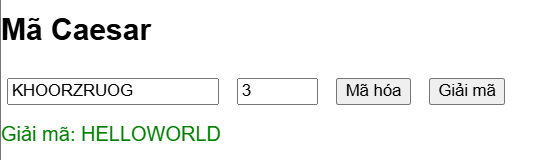 Mã Caesar
KHOORZRUOG 3 Mã hóa Giải mã
Giải mã: HELLOWORLD